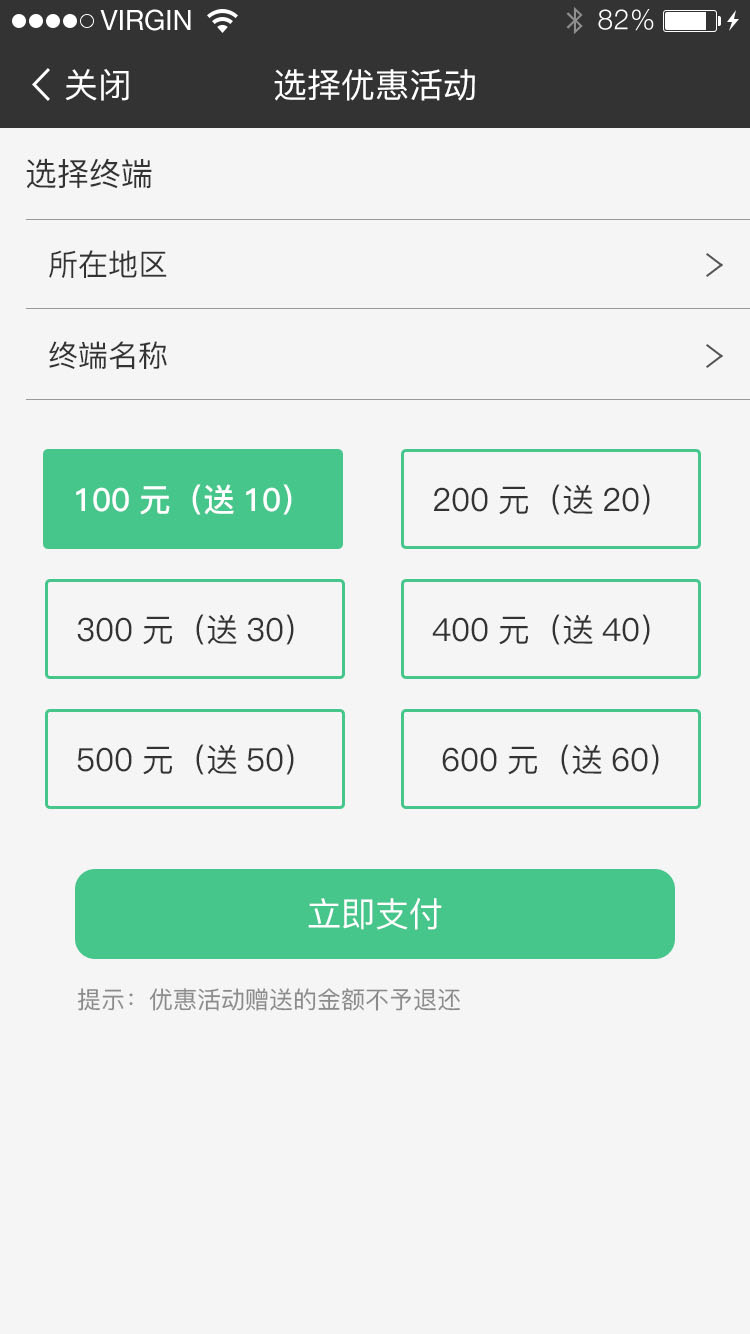 VIRGIN 82%
关闭 选择优惠活动
选择终端
所在地区
终端名称
100 元（送 10） 200 元（送 20）
300 元（送 30） 400 元（送 40）
500 元（送 50） 600 元（送 60）
立即支付
提示：优惠活动赠送的金额不予退还